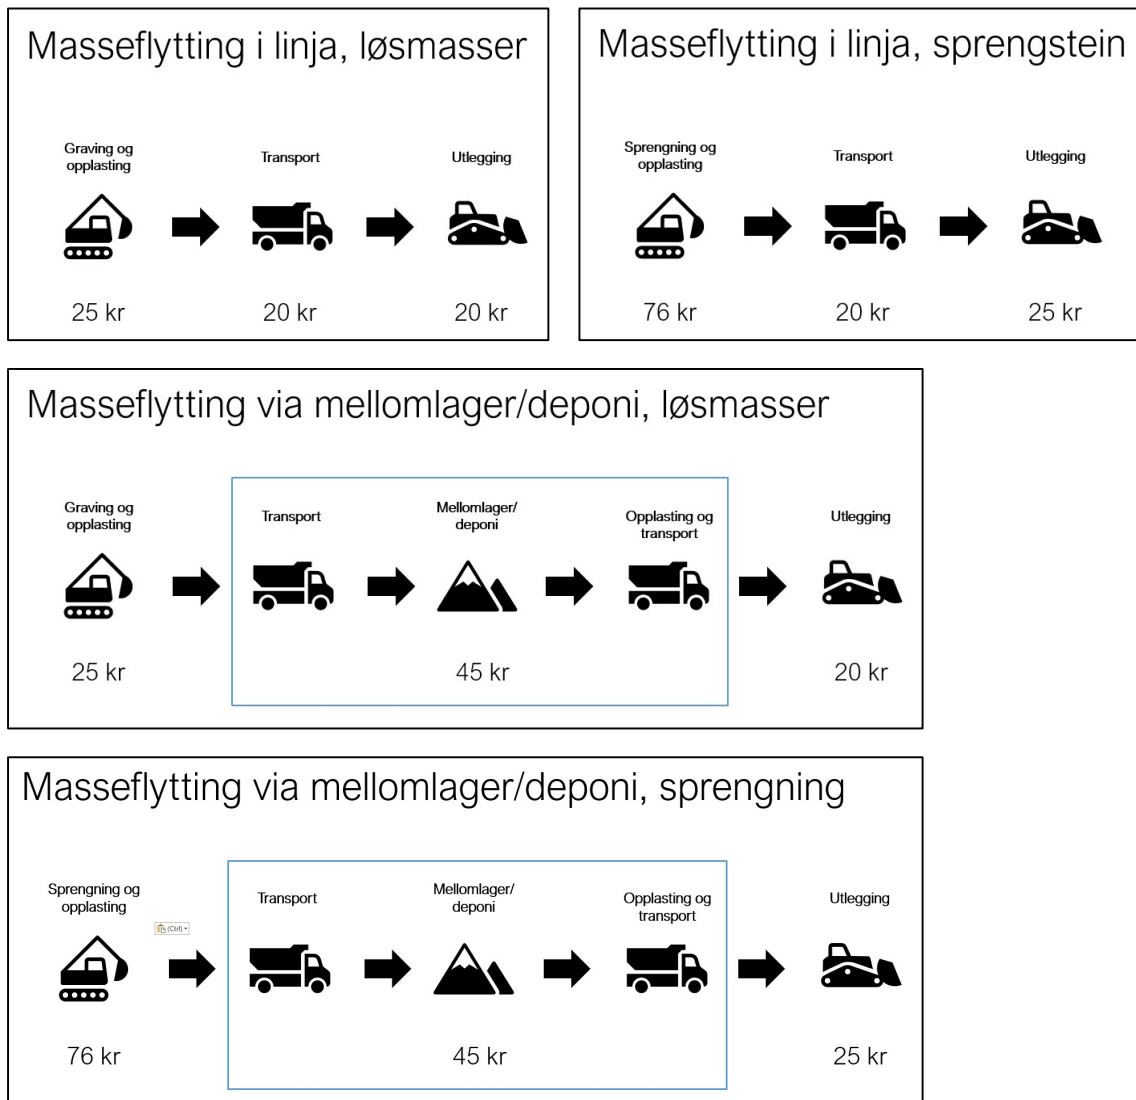 Masseflytting i linja, løsmasser
Graving og
opplasting
Transport
Utlegging
25 kr
20 kr
20 kr
Masseflytting i linja, sprengstein
Sprengning og
opplasting
Transport
Utlegging
76 kr
20 kr
25 kr
Masseflytting via mellomlager/deponi, løsmasser
Graving og
opplasting
Transport
Mellomlager/
deponi
Opplasting og
transport
Utlegging
25 kr
45 kr
20 kr
Masseflytting via mellomlager/deponi, sprengning
Sprengning og
opplasting
(Ctrl)
Transport
Mellomlager/
deponi
Opplasting og
transport
Utlegging
76 kr
45 kr
25 kr